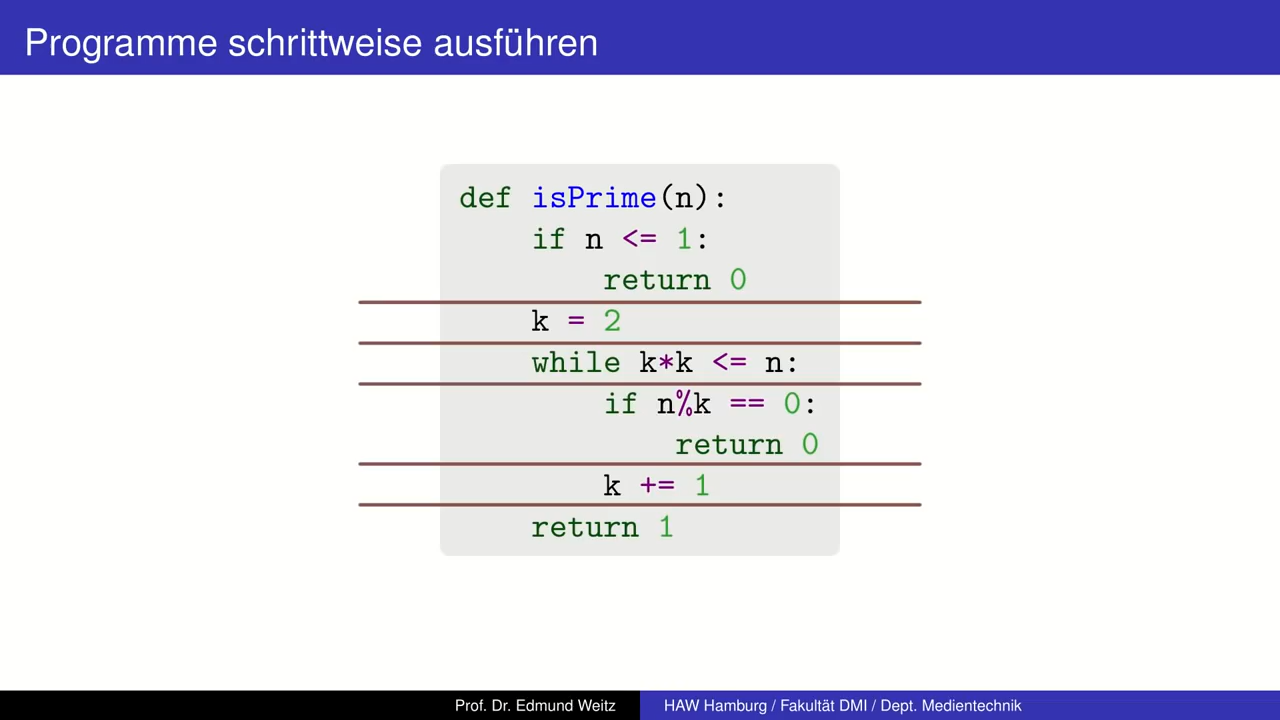 Programme schrittweise ausführen
def isPrime(n):
    if n <= 1:
        return 0
    k = 2
    while k*k <= n:
        if n%k == 0:
            return 0
        k += 1
    return 1
Prof. Dr. Edmund Weitz
HAW Hamburg / Fakultät DMI / Dept. Medientechnik